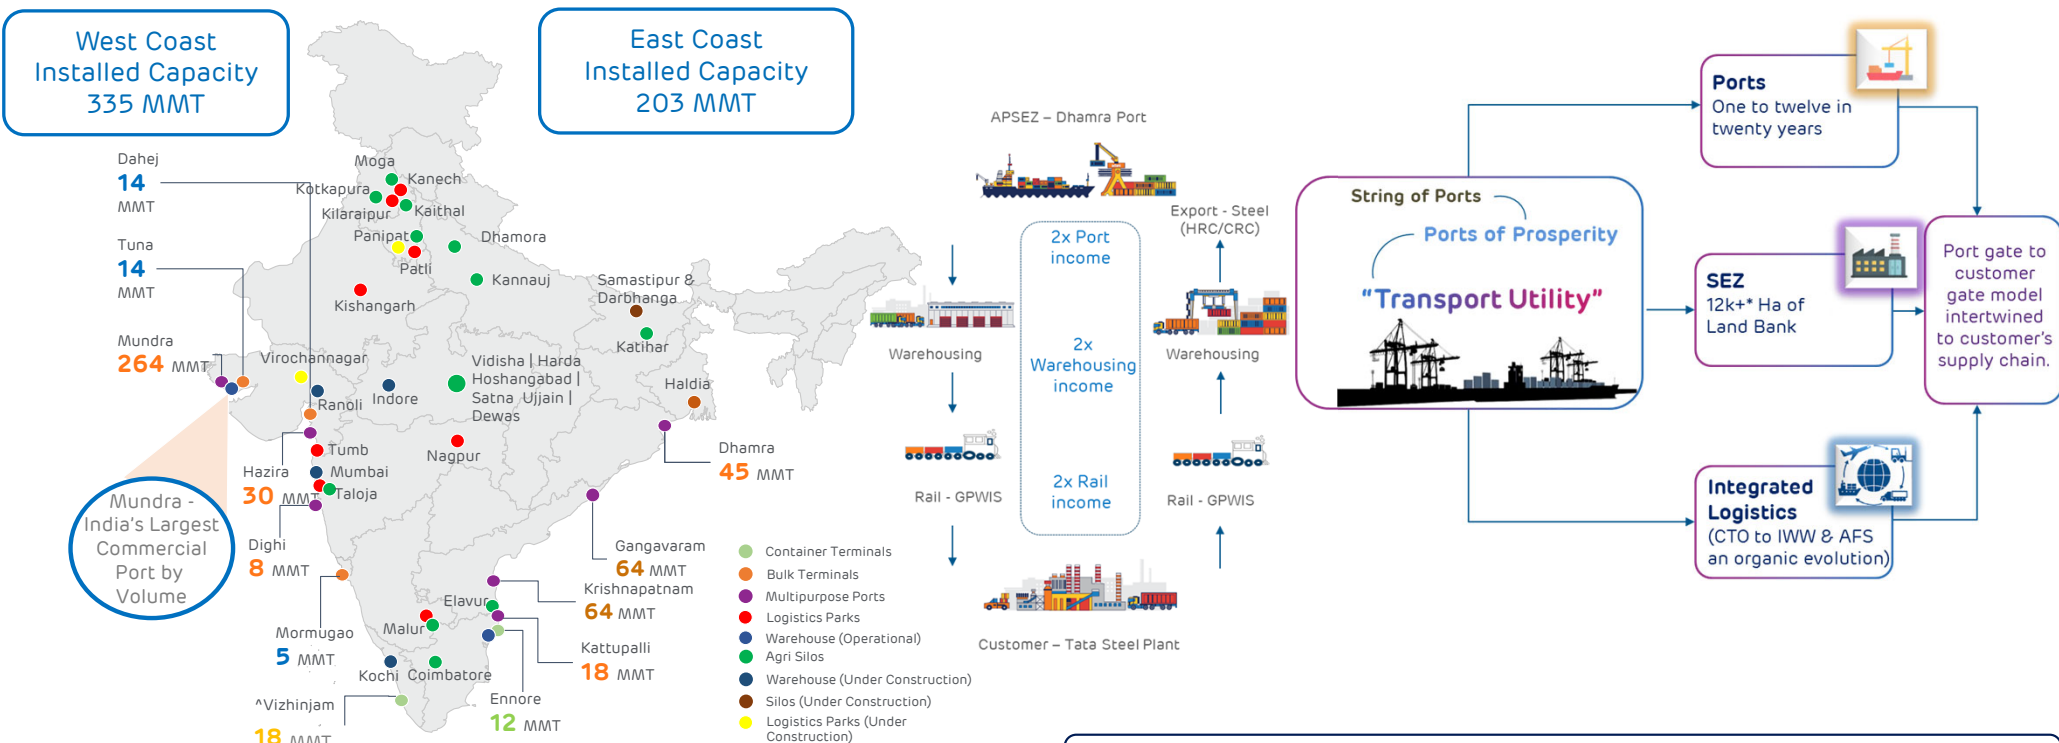 West Coast
Installed Capacity
335 MMT
East Coast
Installed Capacity
203 MMT
Dahej
14
MMT
Tuna
14
MMT
Mundra
264 MMT
Mundra -
India's Largest
Commercial
Port by
Volume
Hazira
30 MMT
Dighi
8 MMT
Mormugao
5 MMT
^Vizhinjam
18 MMT
Moga
Kanech
Kotkapura
Kilaraipur
Kaithal
Panipat
Patli
Dhamora
Kannauj
Kishangarh
Samastipur &
Darbhanga
Katihar
Virochannagar
Ranoli
Indore
Vidisha | Harda
Hoshangabad |
Satna Ujjain |
Dewas
Haldia
Tumb
Mumbai
Taloja
Nagpur
Dhamra
45 MMT
Gangavaram
64 MMT
Krishnapatnam
64 MMT
Kattupalli
18 MMT
Ennore
12 MMT
Elavur
Malur
Kochi
Coimbatore
Container Terminals
Bulk Terminals
Multipurpose Ports
Logistics Parks
Warehouse (Operational)
Agri Silos
Warehouse (Under Construction)
Silos (Under Construction)
Logistics Parks (Under
Construction)
APSEZ – Dhamra Port
Export - Steel
(HRC/CRC)
2x Port
income
2x
Warehousing
income
2x Rail
income
Warehousing
Warehousing
Rail - GPWIS
Rail - GPWIS
Customer – Tata Steel Plant
String of Ports
Ports of Prosperity
"Transport Utility"
Ports
One to twelve in
twenty years
SEZ
12k+* Ha of
Land Bank
Integrated
Logistics
(CTO to IWW & AFS
an organic evolution)
Port gate to
customer
gate model
intertwined
to customer's
supply chain.